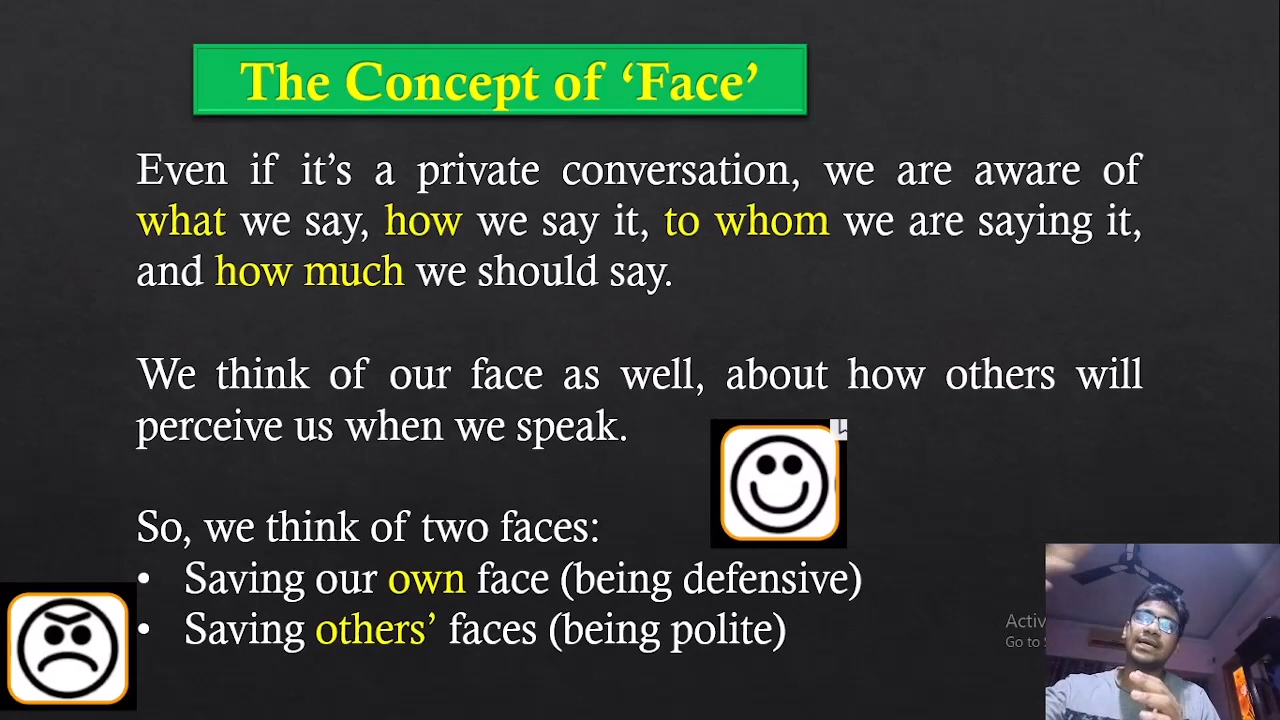 The Concept of ‘Face’
Even if it’s a private conversation, we are aware of
what we say, how we say it, to whom we are saying it,
and how much we should say.
We think of our face as well, about how others will
perceive us when we speak.
So, we think of two faces:
• Saving our own face (being defensive)
• Saving others’ faces (being polite)
Go to